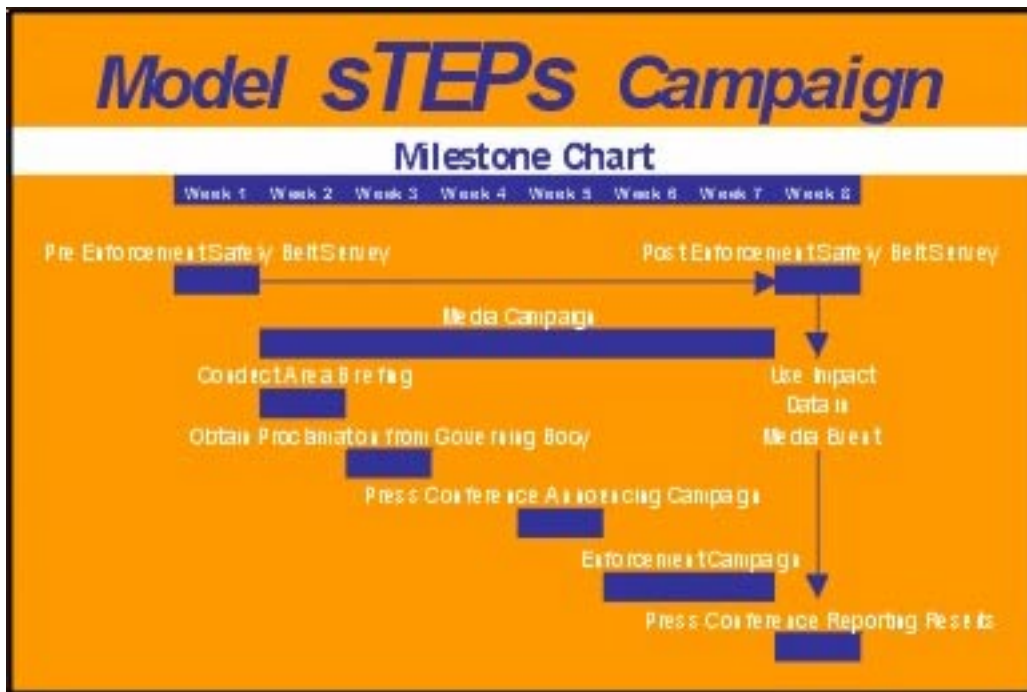 Model sTEPs Campaign
Milestone Chart
Week 1 Week 2 Week 3 Week 4 Week 5 Week 6 Week 7 Week 8
Pre Enforcement Safety Belt Survey
Post Enforcement Safety Belt Survey
Media Campaign
Conduct Area Briefing
Use Impact
Data in
Media Event
Obtain Proclamation from Governing Body
Press Conference Announcing Campaign
Enforcement Campaign
Press Conference Reporting Results